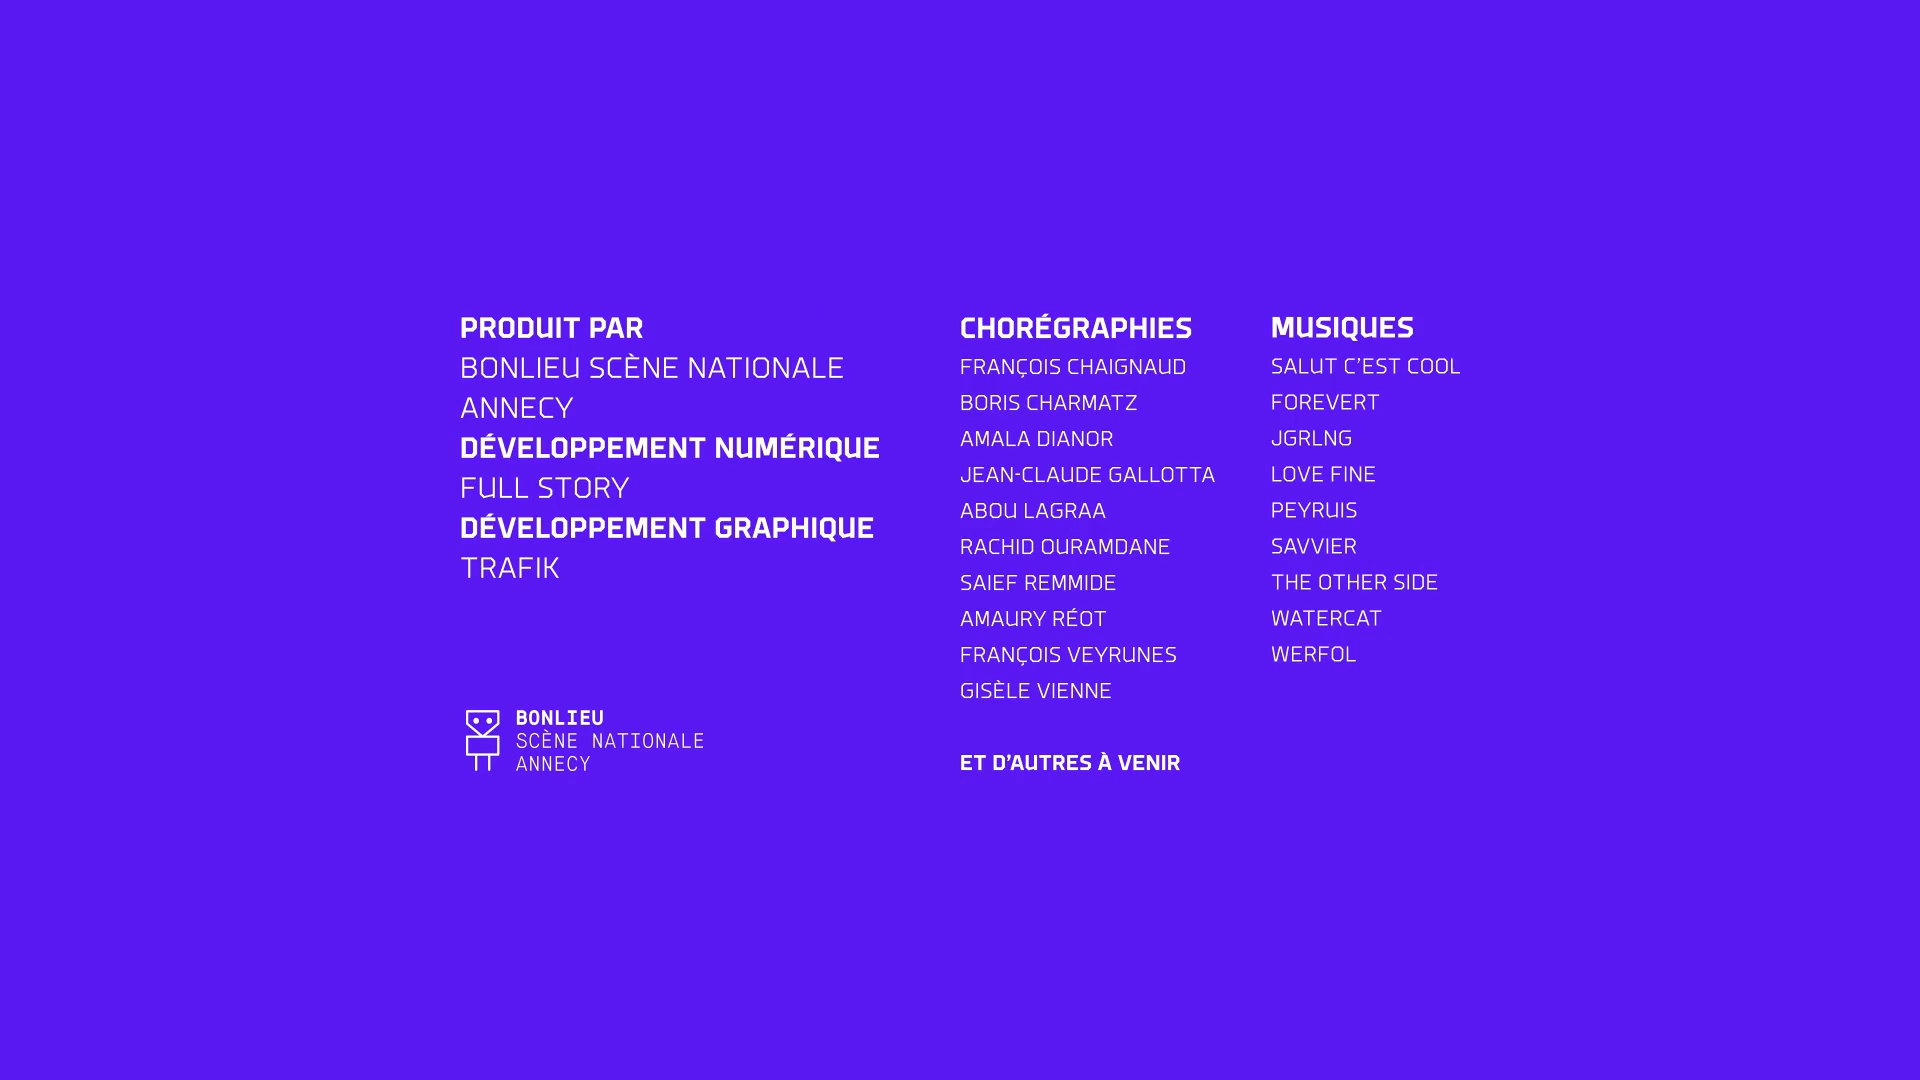 PRODUIT PAR
BONLIEU SCÈNE NATIONALE
ANNECY
DÉVELOPPEMENT NUMÉRIQUE
FULL STORY
DÉVELOPPEMENT GRAPHIQUE
TRAFIK
BONLIEU
SCÈNE NATIONALE
ANNECY
CHORÉGRAPHIES
FRANÇOIS CHAIGNAUD
BORIS CHARMATZ
AMALA DIANOR
JEAN-CLAUDE GALLOTTA
ABOU LAGRAA
RACHID OURAMDANE
SAIEF REMMIDE
AMAURY RÉOT
FRANÇOIS VEYRUNES
GISÈLE VIENNE
ET D’AUTRES À VENIR
MUSIQUES
SALUT C’EST COOL
FOREVERT
JGRLNG
LOVE FINE
PEYRUIS
SAVVIER
THE OTHER SIDE
WATERCAT
WERFOL